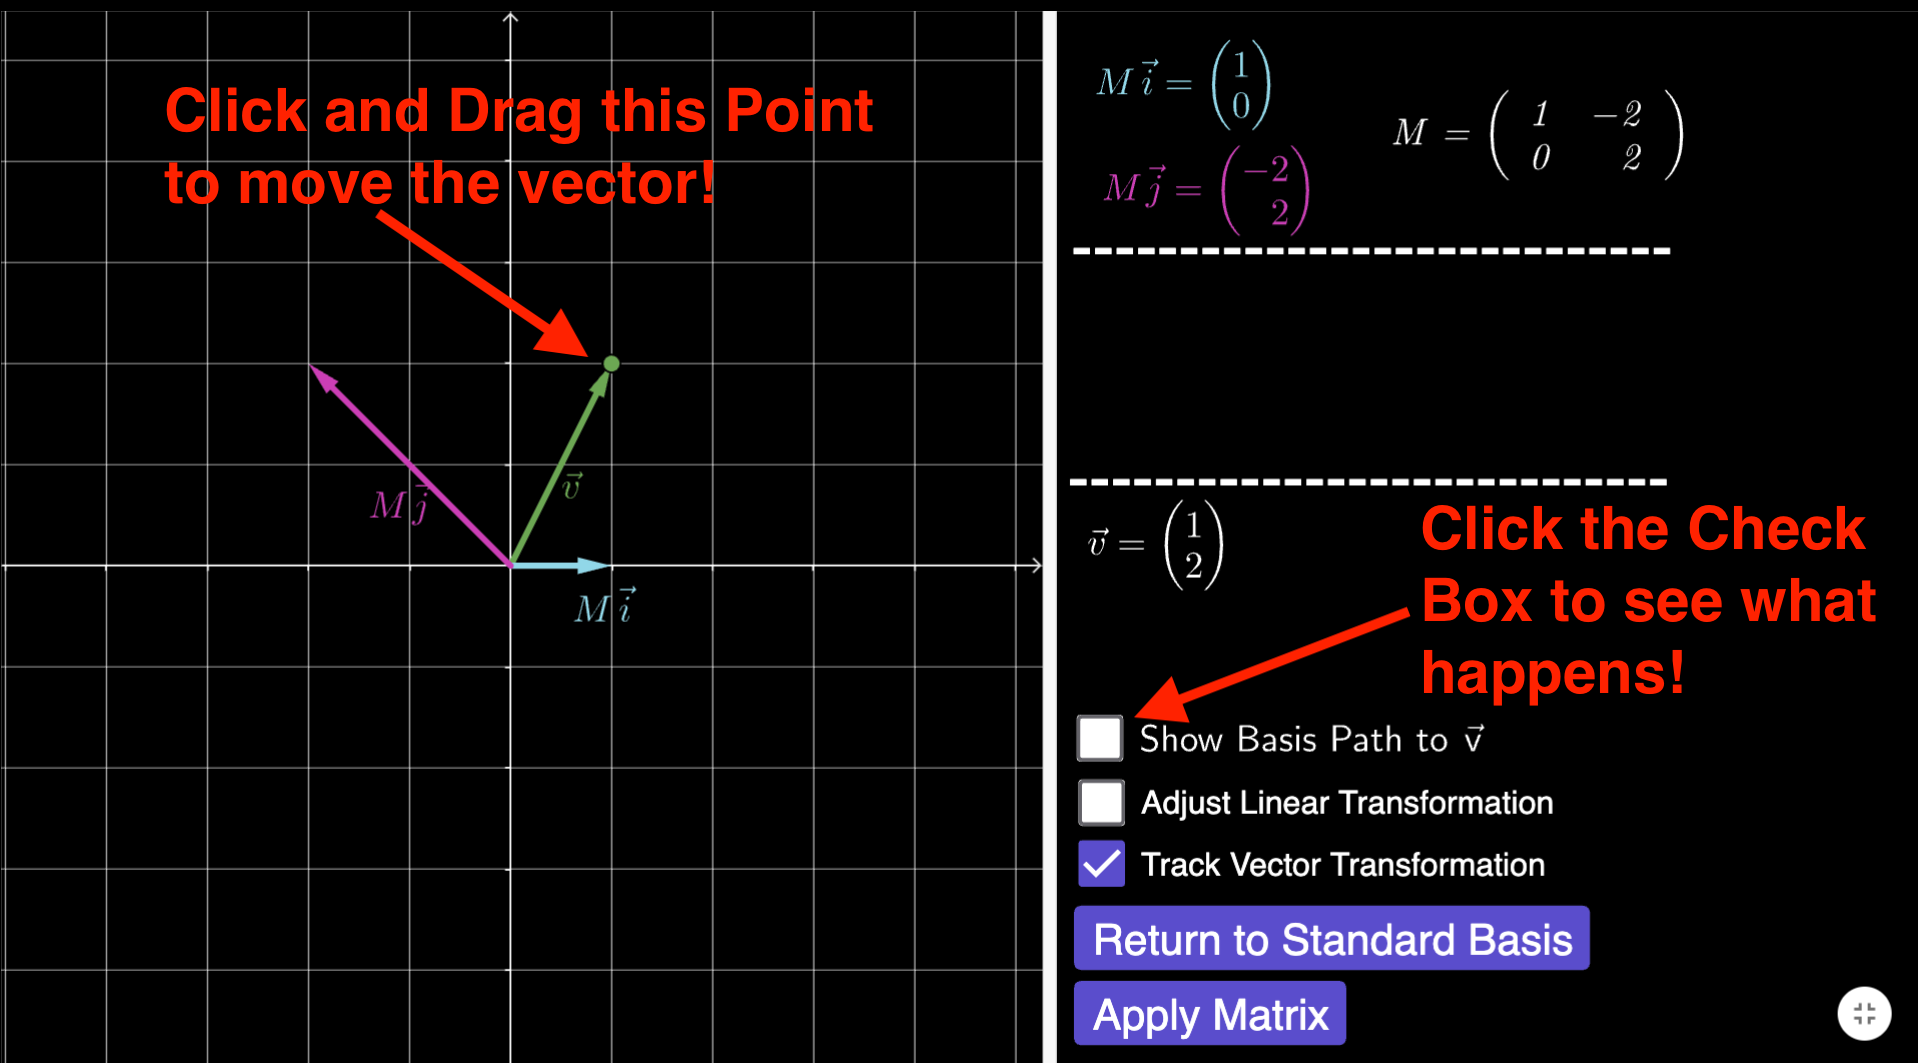 Click and Drag this Point
to move the vector!
M\vec{j}
\vec{v}
M\vec{i}
M\vec{i} = \begin{pmatrix} 1 \\ 0 \end{pmatrix}
M\vec{j} = \begin{pmatrix} -2 \\ 2 \end{pmatrix}
M = \begin{pmatrix} 1 & -2 \\ 0 & 2 \end{pmatrix}
\vec{v} = \begin{pmatrix} 1 \\ 2 \end{pmatrix}
Click the Check
Box to see what
happens!
Show Basis Path to \vec{v}
Adjust Linear Transformation
Track Vector Transformation
Return to Standard Basis
Apply Matrix